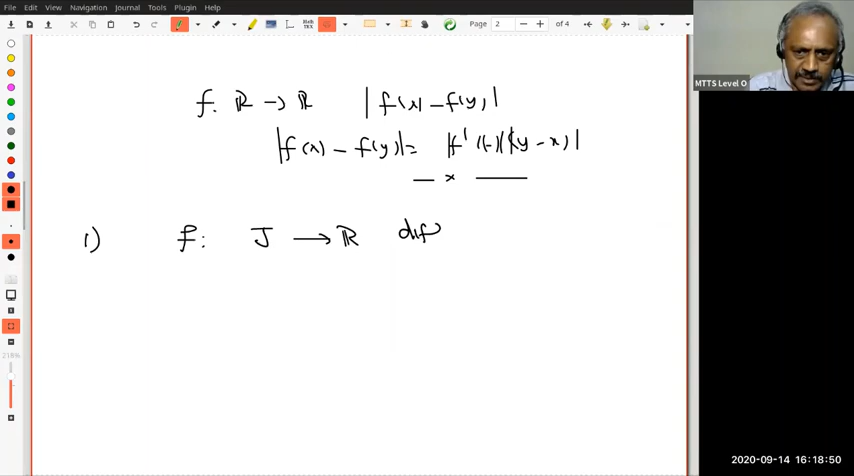 File Edit View Navigation Journal Tools Plugin Help
Page 2 of 4
MTTS Level O
f. ℝ → ℝ |f(x) – f(y)|
|f(x) – f(y)| = |f'(–)| |(y – x)|
— × —
1) f: J → ℝ dif
218%
2020-09-14 16:18:50